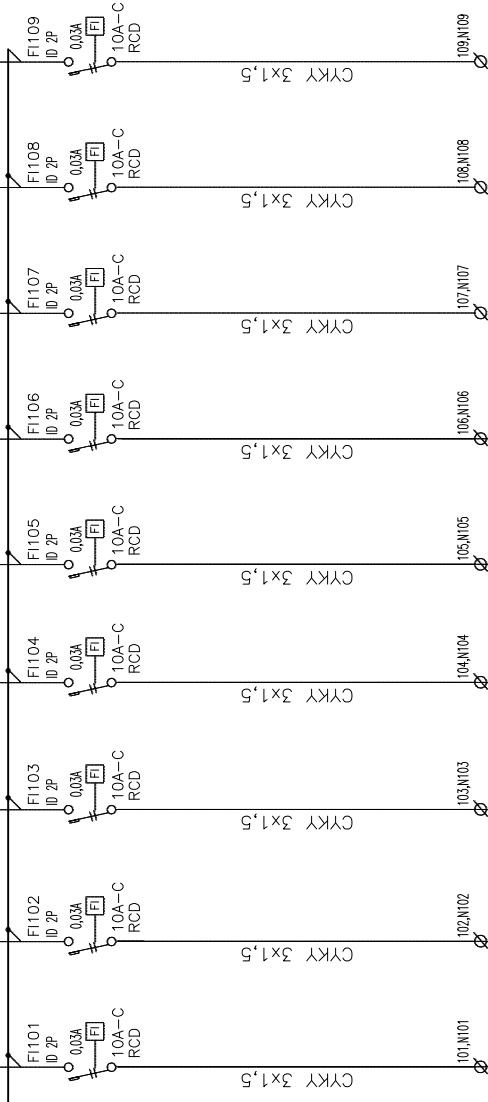 FI109
ID 2P
0,03A
FI
10A-C
RCD
CYKY 3x1,5
109,N109
FI108
ID 2P
0,03A
FI
10A-C
RCD
CYKY 3x1,5
108,N108
FI107
ID 2P
0,03A
FI
10A-C
RCD
CYKY 3x1,5
107,N107
FI106
ID 2P
0,03A
FI
10A-C
RCD
CYKY 3x1,5
106,N106
FI105
ID 2P
0,03A
FI
10A-C
RCD
CYKY 3x1,5
105,N105
FI104
ID 2P
0,03A
FI
10A-C
RCD
CYKY 3x1,5
104,N104
FI103
ID 2P
0,03A
FI
10A-C
RCD
CYKY 3x1,5
103,N103
FI102
ID 2P
0,03A
FI
10A-C
RCD
CYKY 3x1,5
102,N102
FI101
ID 2P
0,03A
FI
10A-C
RCD
CYKY 3x1,5
101,N101